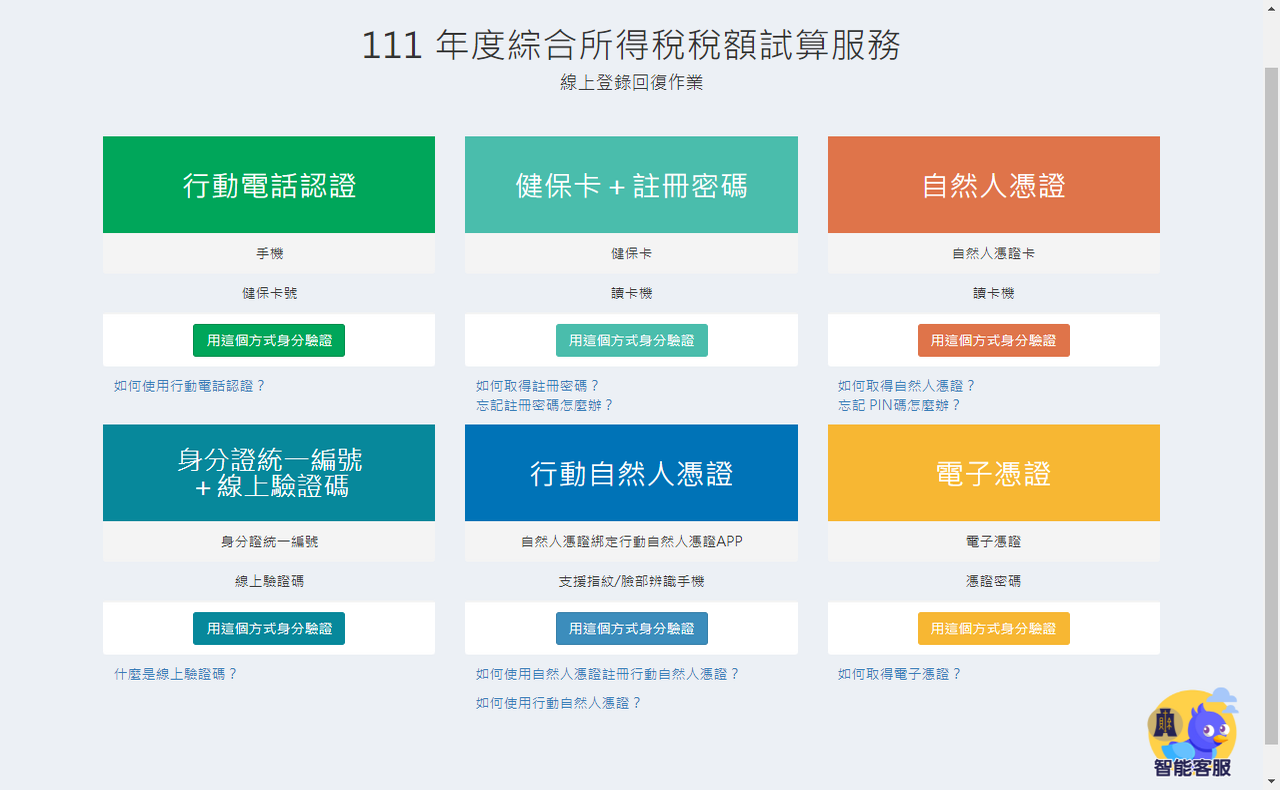 111 年度綜合所得稅稅額試算服務
線上登錄回復作業
行動電話認證
手機
健保卡號
用這個方式身分驗證
如何使用行動電話認證？
健保卡＋註冊密碼
健保卡
讀卡機
用這個方式身分驗證
如何取得註冊密碼？
忘記註冊密碼怎麼辦？
自然人憑證
自然人憑證卡
讀卡機
用這個方式身分驗證
如何取得自然人憑證？
忘記 PIN碼怎麼辦？
身分證統一編號
＋線上驗證碼
身分證統一編號
線上驗證碼
用這個方式身分驗證
什麼是線上驗證碼？
行動自然人憑證
自然人憑證綁定行動自然人憑證APP
支援指紋/臉部辨識手機
用這個方式身分驗證
如何使用自然人憑證註冊行動自然人憑證？
如何使用行動自然人憑證？
電子憑證
電子憑證
憑證密碼
用這個方式身分驗證
如何取得電子憑證？
智能客服